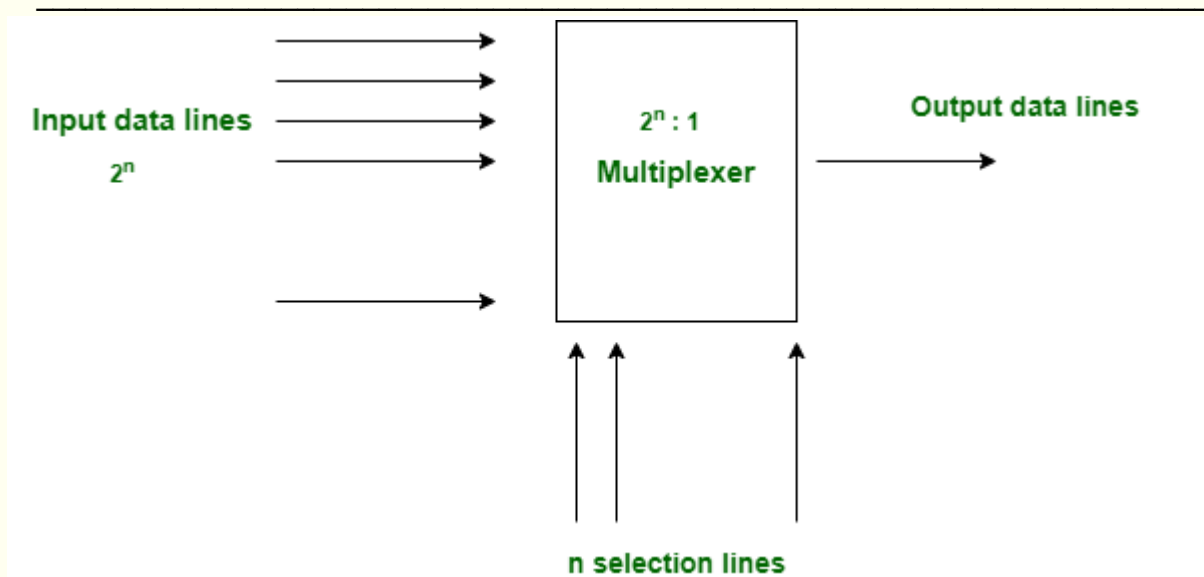 Input data lines
2ⁿ
2ⁿ : 1
Multiplexer
Output data lines
n selection lines